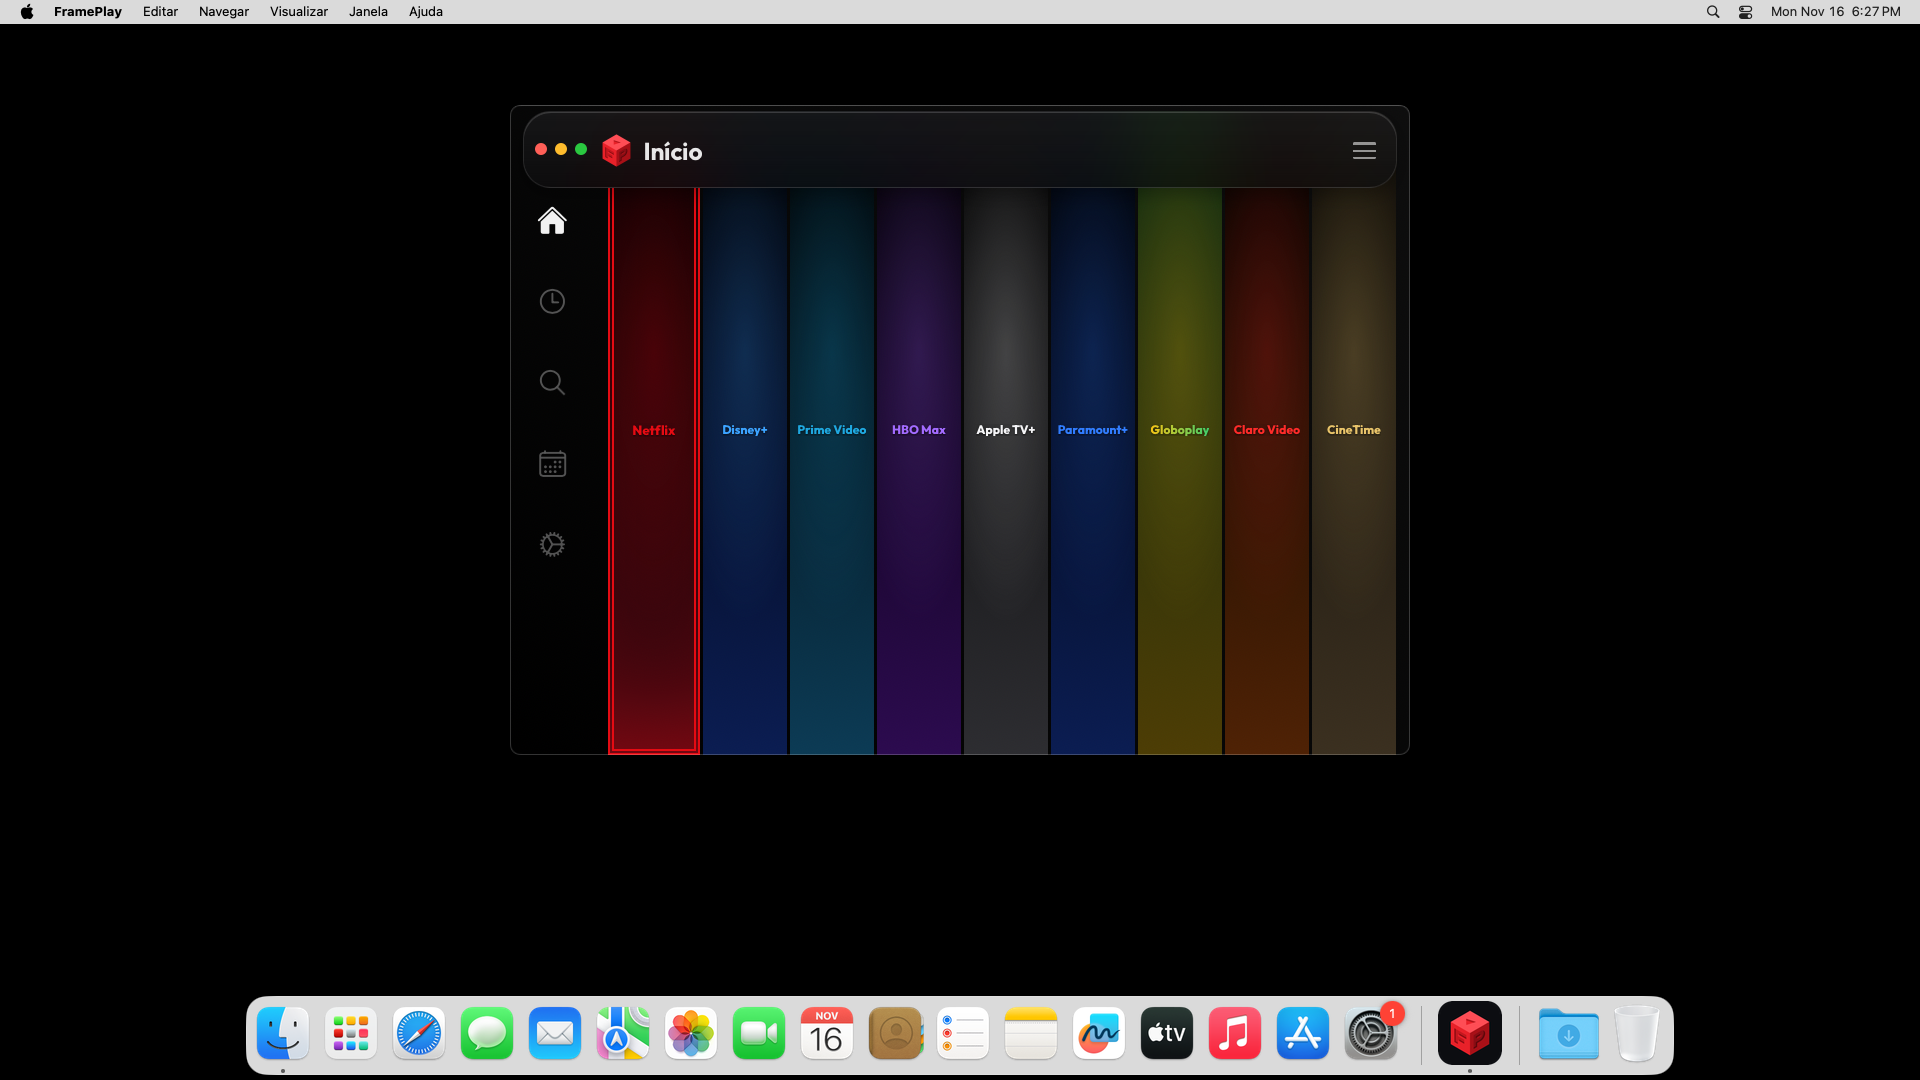 FramePlay Editar Navegar Visualizar Janela Ajuda Mon Nov 16 6:27 PM
Início
Netflix Disney+ Prime Video HBO Max Apple TV+ Paramount+ Globoplay Claro Video CineTime
NOV
16
tv
1